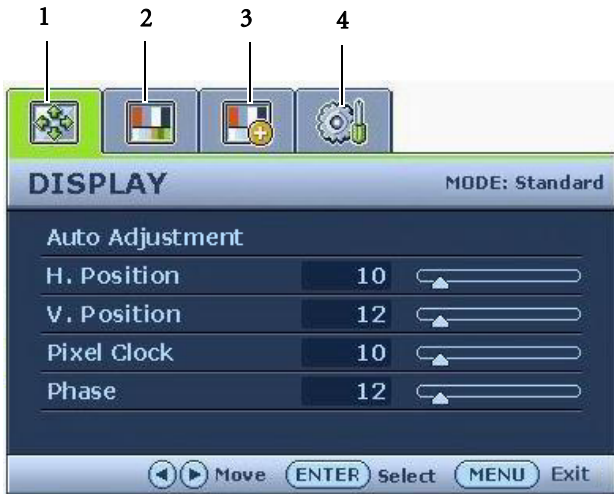 1 2 3 4
DISPLAY MODE: Standard
Auto Adjustment
H. Position 10
V. Position 12
Pixel Clock 10
Phase 12
Move ENTER Select MENU Exit